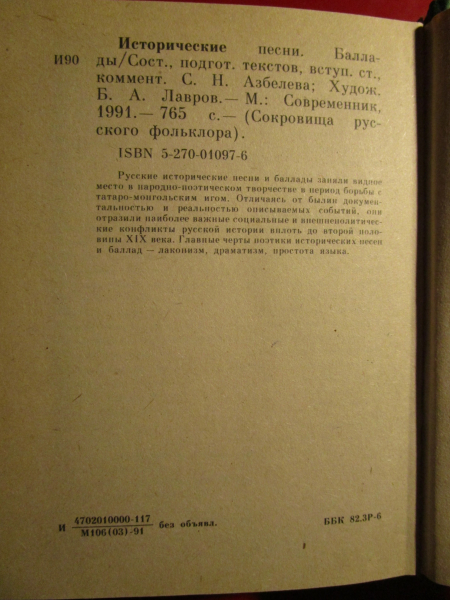 Исторические песни. Балла-
И90 ды/Сост., подгот. текстов, вступ. ст.,
коммент. С. Н. Азбелева; Худож.
Б. А. Лавров.— М.: Современник,
1991.— 765 с.— (Сокровища рус-
ского фольклора).
ISBN 5-270-01097-6
Русские исторические песни и баллады заняли видное
место в народно-поэтическом творчестве в период борьбы с
татаро-монгольским игом. Отличаясь от былин докумен-
тальностью и реальностью описываемых событий, они
отразили наиболее важные социальные и внешнеполитиче-
ские конфликты русской истории вплоть до второй поло-
вины XIX века. Главные черты поэтики исторических песен
и баллад — лаконизм, драматизм, простота языка.
И 4702010000-117
М106(03)-91 без объявл.
ББК 82.3Р-6